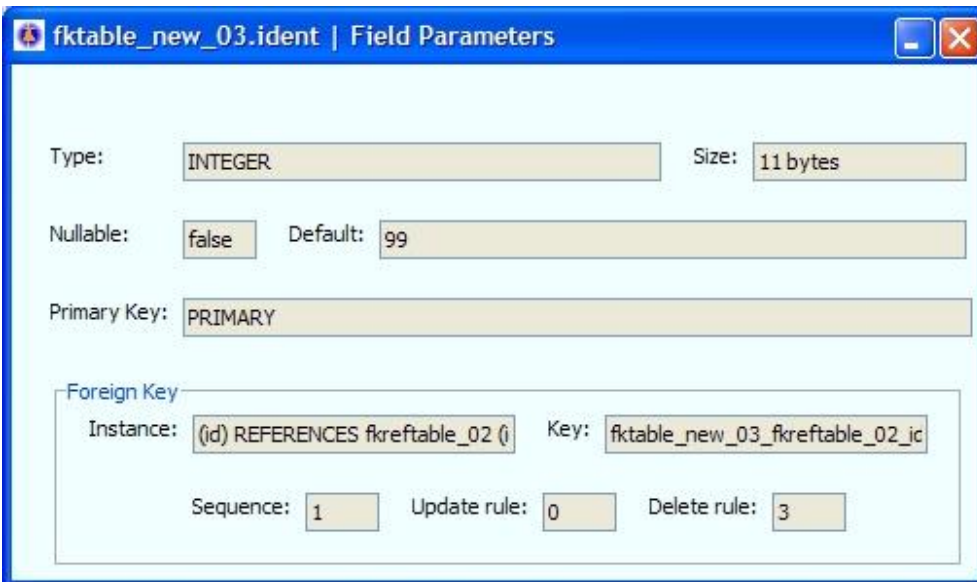 fktable_new_03.ident | Field Parameters
Type: INTEGER Size: 11 bytes
Nullable: false Default: 99
Primary Key: PRIMARY
Foreign Key
Instance: (id) REFERENCES fkreftable_02 (i Key: fktable_new_03_fkreftable_02_ic
Sequence: 1 Update rule: 0 Delete rule: 3